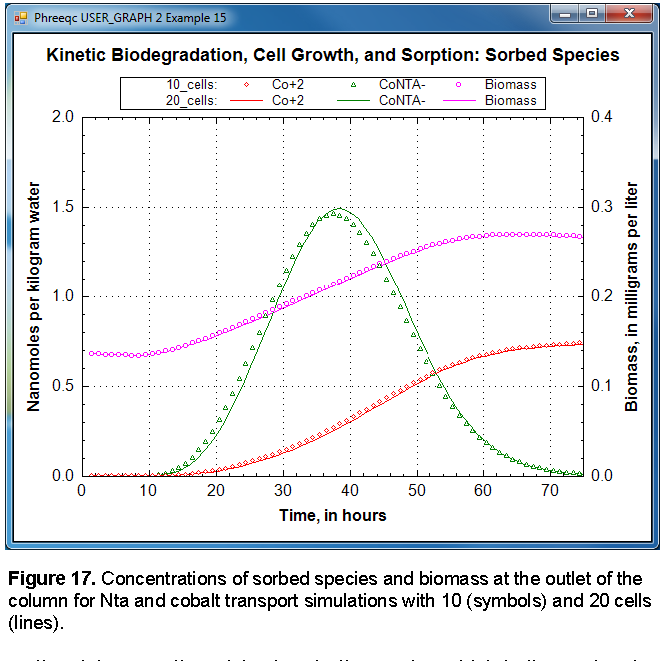 Phreeqc USER_GRAPH 2 Example 15
Kinetic Biodegradation, Cell Growth, and Sorption: Sorbed Species
10_cells: Co+2 CoNTA- Biomass
20_cells: Co+2 CoNTA- Biomass
2.0
1.5
1.0
0.5
0.0
Nanomoles per kilogram water
0.4
0.3
0.2
0.1
0.0
Biomass, in milligrams per liter
0 10 20 30 40 50 60 70
Time, in hours
Figure 17. Concentrations of sorbed species and biomass at the outlet of the
column for Nta and cobalt transport simulations with 10 (symbols) and 20 cells
(lines).